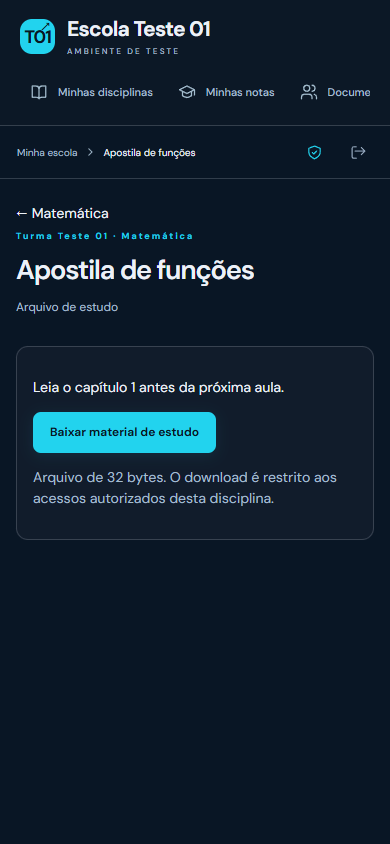 T01
Escola Teste 01
AMBIENTE DE TESTE
Minhas disciplinas
Minhas notas
Docume
Minha escola > Apostila de funções
← Matemática
Turma Teste 01 · Matemática
Apostila de funções
Arquivo de estudo
Leia o capítulo 1 antes da próxima aula.
Baixar material de estudo
Arquivo de 32 bytes. O download é restrito aos
acessos autorizados desta disciplina.